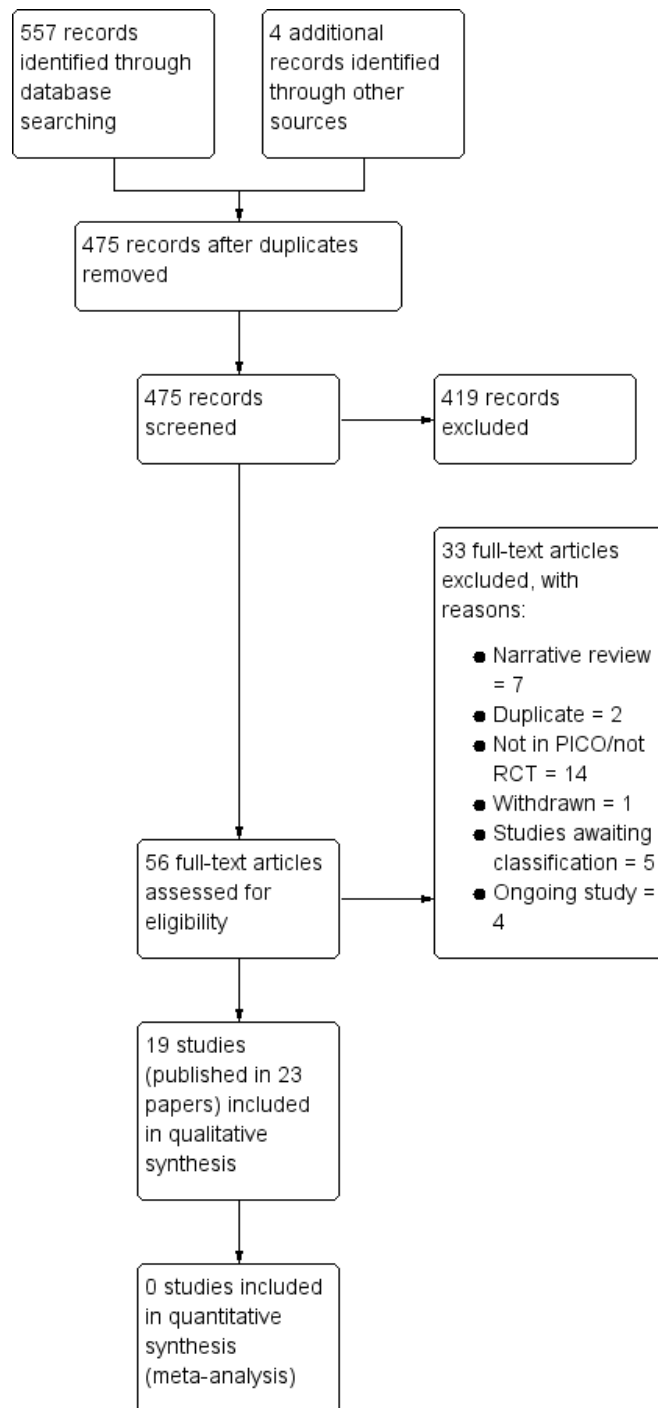 557 records
identified through
database
searching
4 additional
records identified
through other
sources
475 records after duplicates
removed
475 records
screened
419 records
excluded
33 full-text articles
excluded, with
reasons:
● Narrative review
= 7
● Duplicate = 2
● Not in PICO/not
RCT = 14
● Withdrawn = 1
● Studies awaiting
classification = 5
● Ongoing study =
4
56 full-text articles
assessed for
eligibility
19 studies
(published in 23
papers) included
in qualitative
synthesis
0 studies included
in quantitative
synthesis
(meta-analysis)